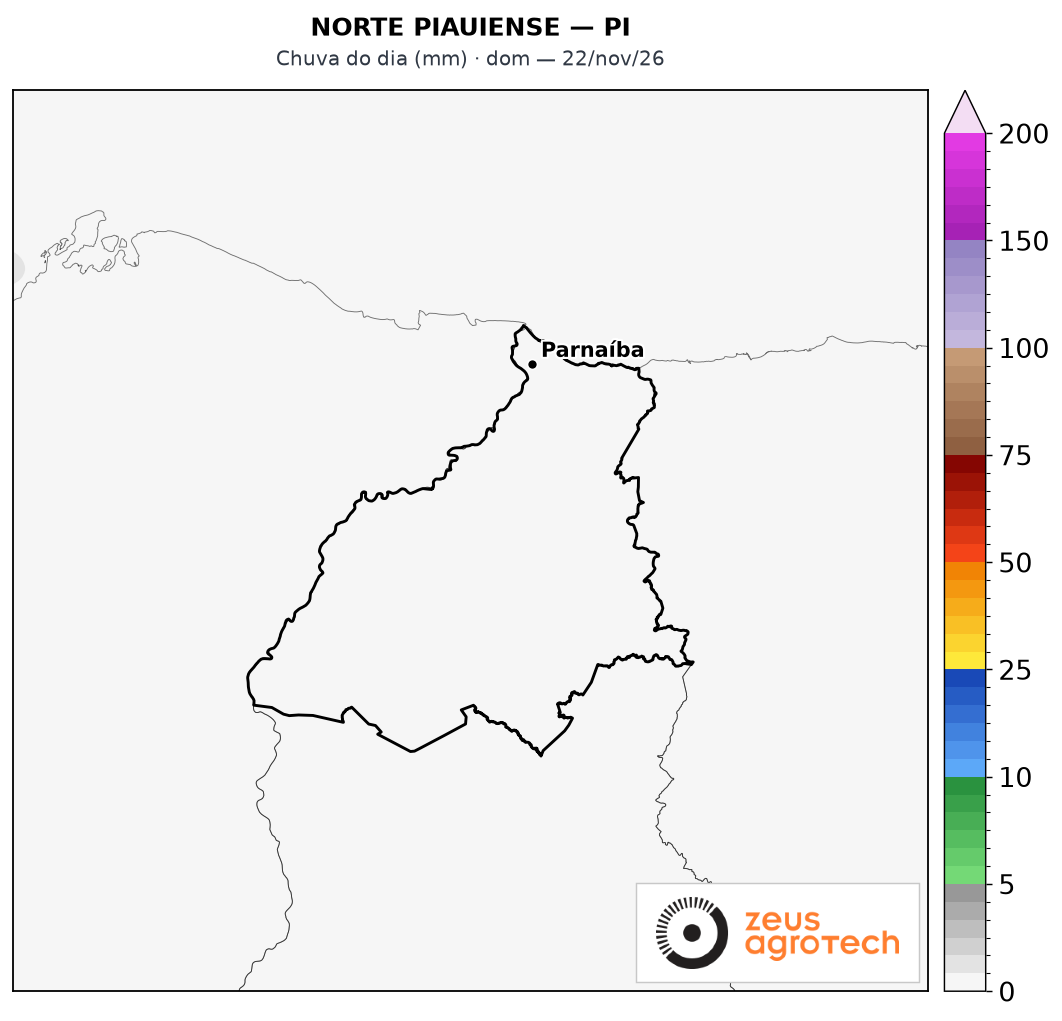 NORTE PIAUIENSE — PI
Chuva do dia (mm) · dom — 22/nov/26
Parnaíba
200
150
100
75
50
25
10
5
0
zeus
agrotech